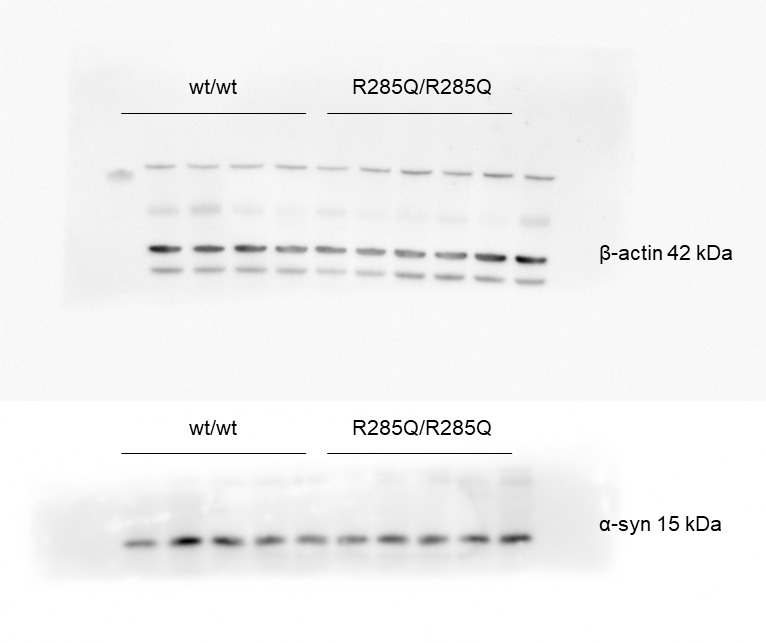 wt/wt R285Q/R285Q
β-actin 42 kDa
wt/wt R285Q/R285Q
α-syn 15 kDa